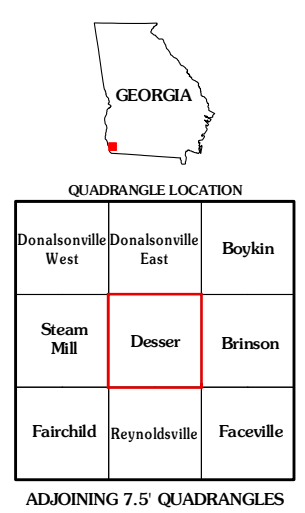 GEORGIA
QUADRANGLE LOCATION
Donalsonville West
Donalsonville East
Boykin
Steam Mill
Desser
Brinson
Fairchild
Reynoldsville
Faceville
ADJOINING 7.5' QUADRANGLES